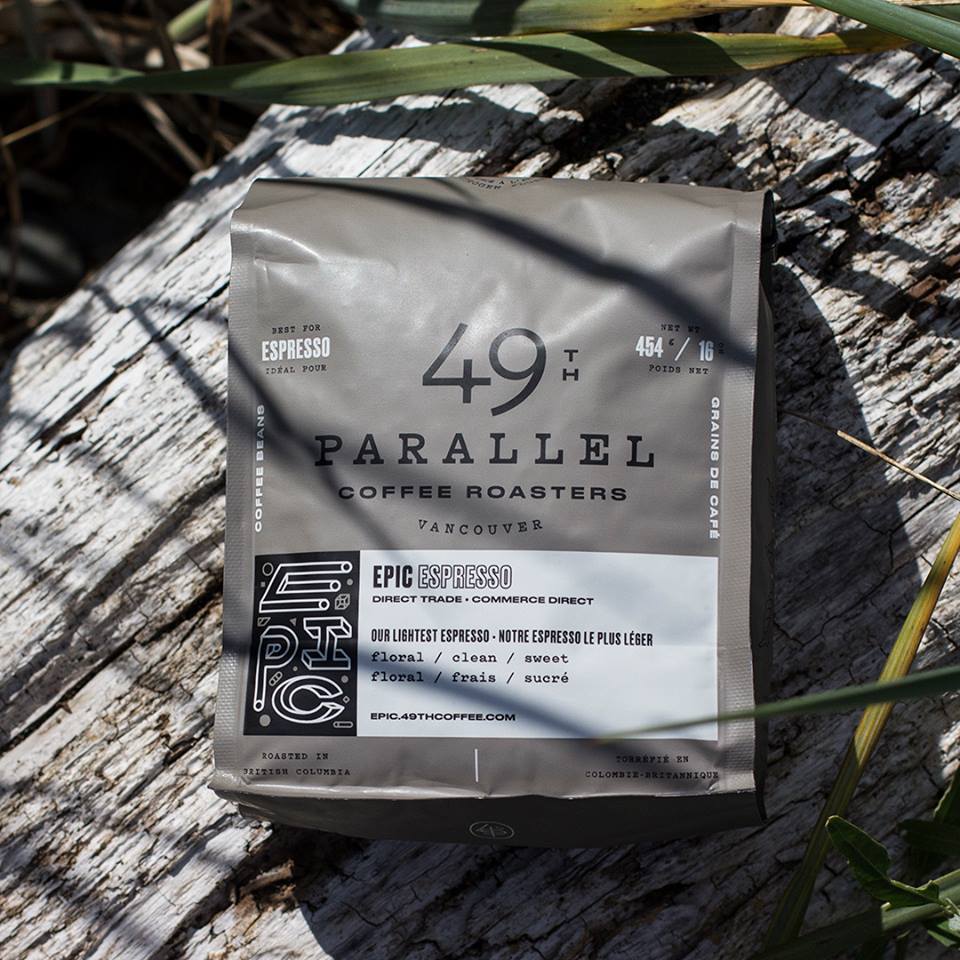 BEST FOR
ESPRESSO
IDÉAL POUR
NET WT
454 G / 16 OZ
POIDS NET
49TH
PARALLEL
COFFEE ROASTERS
VANCOUVER
COFFEE BEANS
GRAINS DE CAFÉ
EPIC
EPIC ESPRESSO
DIRECT TRADE • COMMERCE DIRECT
OUR LIGHTEST ESPRESSO • NOTRE ESPRESSO LE PLUS LÉGER
floral / clean / sweet
floral / frais / sucré
EPIC.49THCOFFEE.COM
ROASTED IN
BRITISH COLUMBIA
TORRÉFIÉ EN
COLOMBIE-BRITANNIQUE